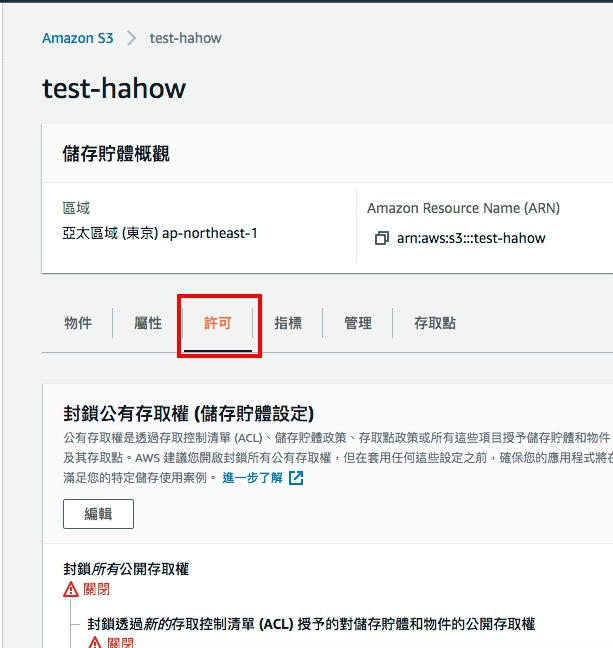 Amazon S3 > test-hahow
test-hahow
儲存貯體概觀
區域
亞太區域 (東京) ap-northeast-1
Amazon Resource Name (ARN)
arn:aws:s3:::test-hahow
物件 屬性 許可 指標 管理 存取點
封鎖公有存取權 (儲存貯體設定)
公有存取權是透過存取控制清單 (ACL)、儲存貯體政策、存取點政策或所有這些項目授予儲存貯體和物件
及其存取點。AWS 建議您開啟封鎖所有公有存取權，但在套用任何這些設定之前，確保您的應用程式將在
滿足您的特定儲存使用案例。 進一步了解
編輯
封鎖所有公開存取權
關閉
封鎖透過新的存取控制清單 (ACL) 授予的對儲存貯體和物件的公開存取權
關閉